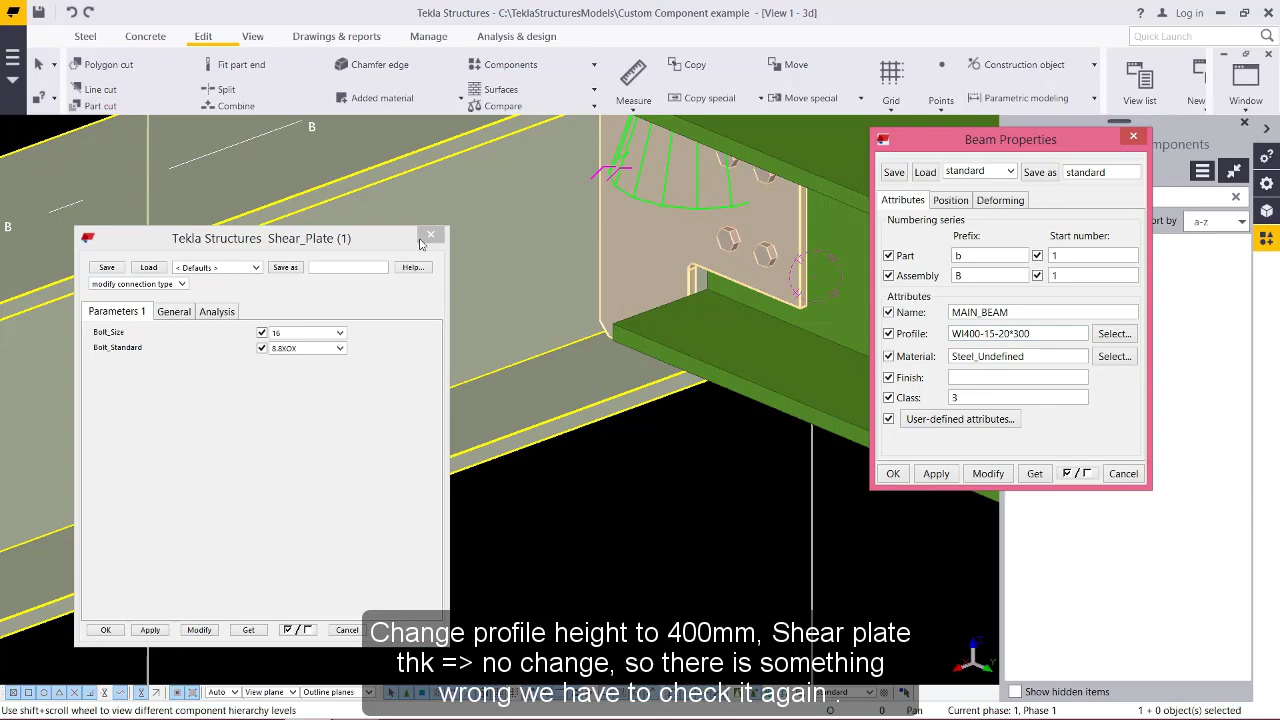 Tekla Structures - C:\TeklaStructuresModels\Custom Component example - [View 1 - 3d]
Log in
Steel Concrete Edit View Drawings & reports Manage Analysis & design
Quick Launch
Polygon cut Fit part end Chamfer edge Components Copy Move Construction object
Line cut Split Surfaces
Part cut Combine Added material Compare Measure Copy special Move special Grid Points Parametric modeling View list New Window
B
B
Beam Properties
Save Load standard Save as standard
Attributes Position Deforming
Numbering series
Prefix: Start number:
Part b 1
Assembly B 1
Attributes
Name: MAIN_BEAM
Profile: WI400-15-20*300 Select...
Material: Steel_Undefined Select...
Finish:
Class: 3
User-defined attributes...
OK Apply Modify Get / Cancel
mponents
ort by a-z
Tekla Structures Shear_Plate (1)
Save Load < Defaults > Save as Help...
modify connection type
Parameters 1 General Analysis
Bolt_Size 16
Bolt_Standard 8.8XOX
OK Apply Modify Get / Cancel
Change profile height to 400mm, Shear plate
thk => no change, so there is something
wrong we have to check it again
Auto View plane Outline planes
Show hidden items
Use shift+scroll wheel to view different component hierarchy levels
O P Current phase: 1, Phase 1 1 + 0 object(s) selected